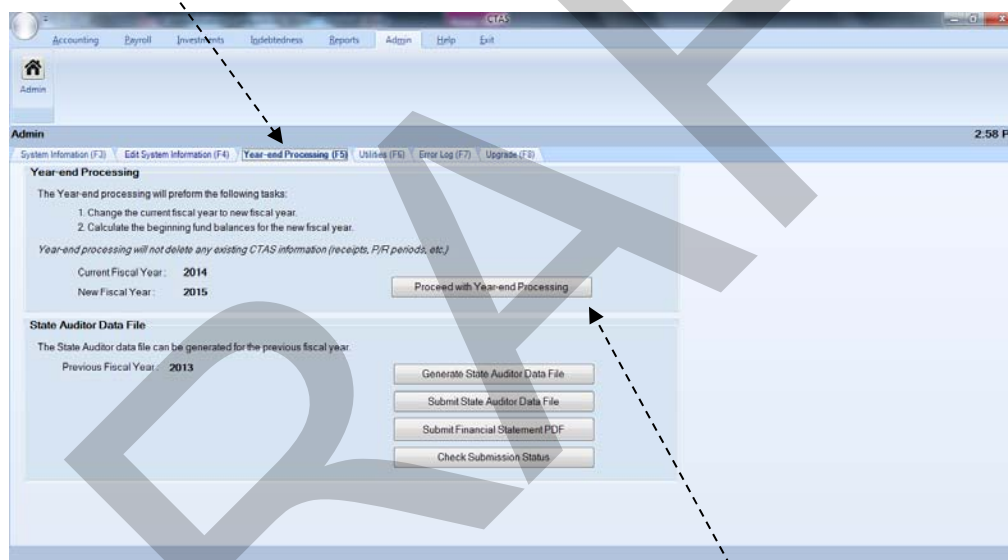 CTAS
Accounting Payroll Investments Indebtedness Reports Admin Help Exit
Admin
Admin 2:58 P
System Infomation (F3) Edit System Information (F4) Year-end Processing (F5) Utilities (F6) Error Log (F7) Upgrade (F8)
Year-end Processing
The Year-end processing will preform the following tasks:
1. Change the current fiscal year to new fiscal year.
2. Calculate the beginning fund balances for the new fiscal year.
Year-end processing will not delete any existing CTAS information (receipts, P/R periods, etc.)
Current Fiscal Year: 2014
New Fiscal Year: 2015
Proceed with Year-end Processing
State Auditor Data File
The State Auditor data file can be generated for the previous fiscal year.
Previous Fiscal Year: 2013
Generate State Auditor Data File
Submit State Auditor Data File
Submit Financial Statement PDF
Check Submission Status